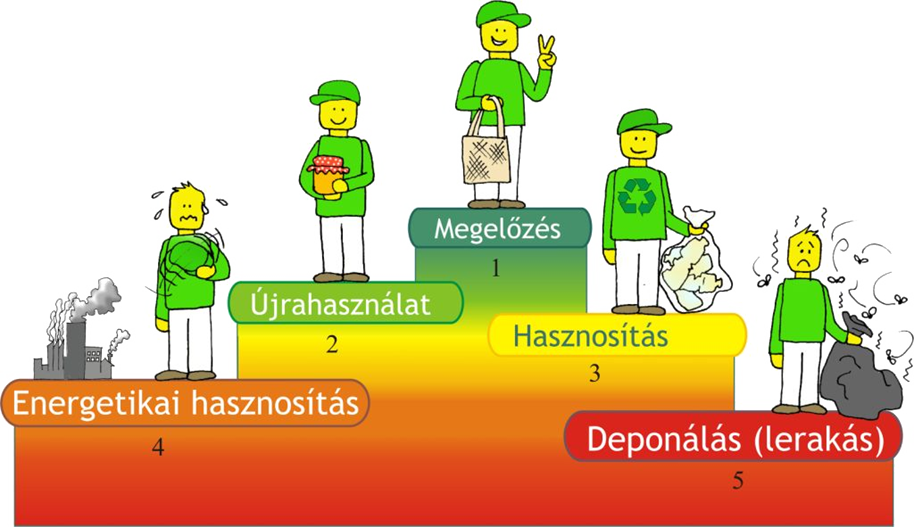 Megelőzés
1
Újrahasználat
2
Hasznosítás
3
Energetikai hasznosítás
4
Deponálás (lerakás)
5